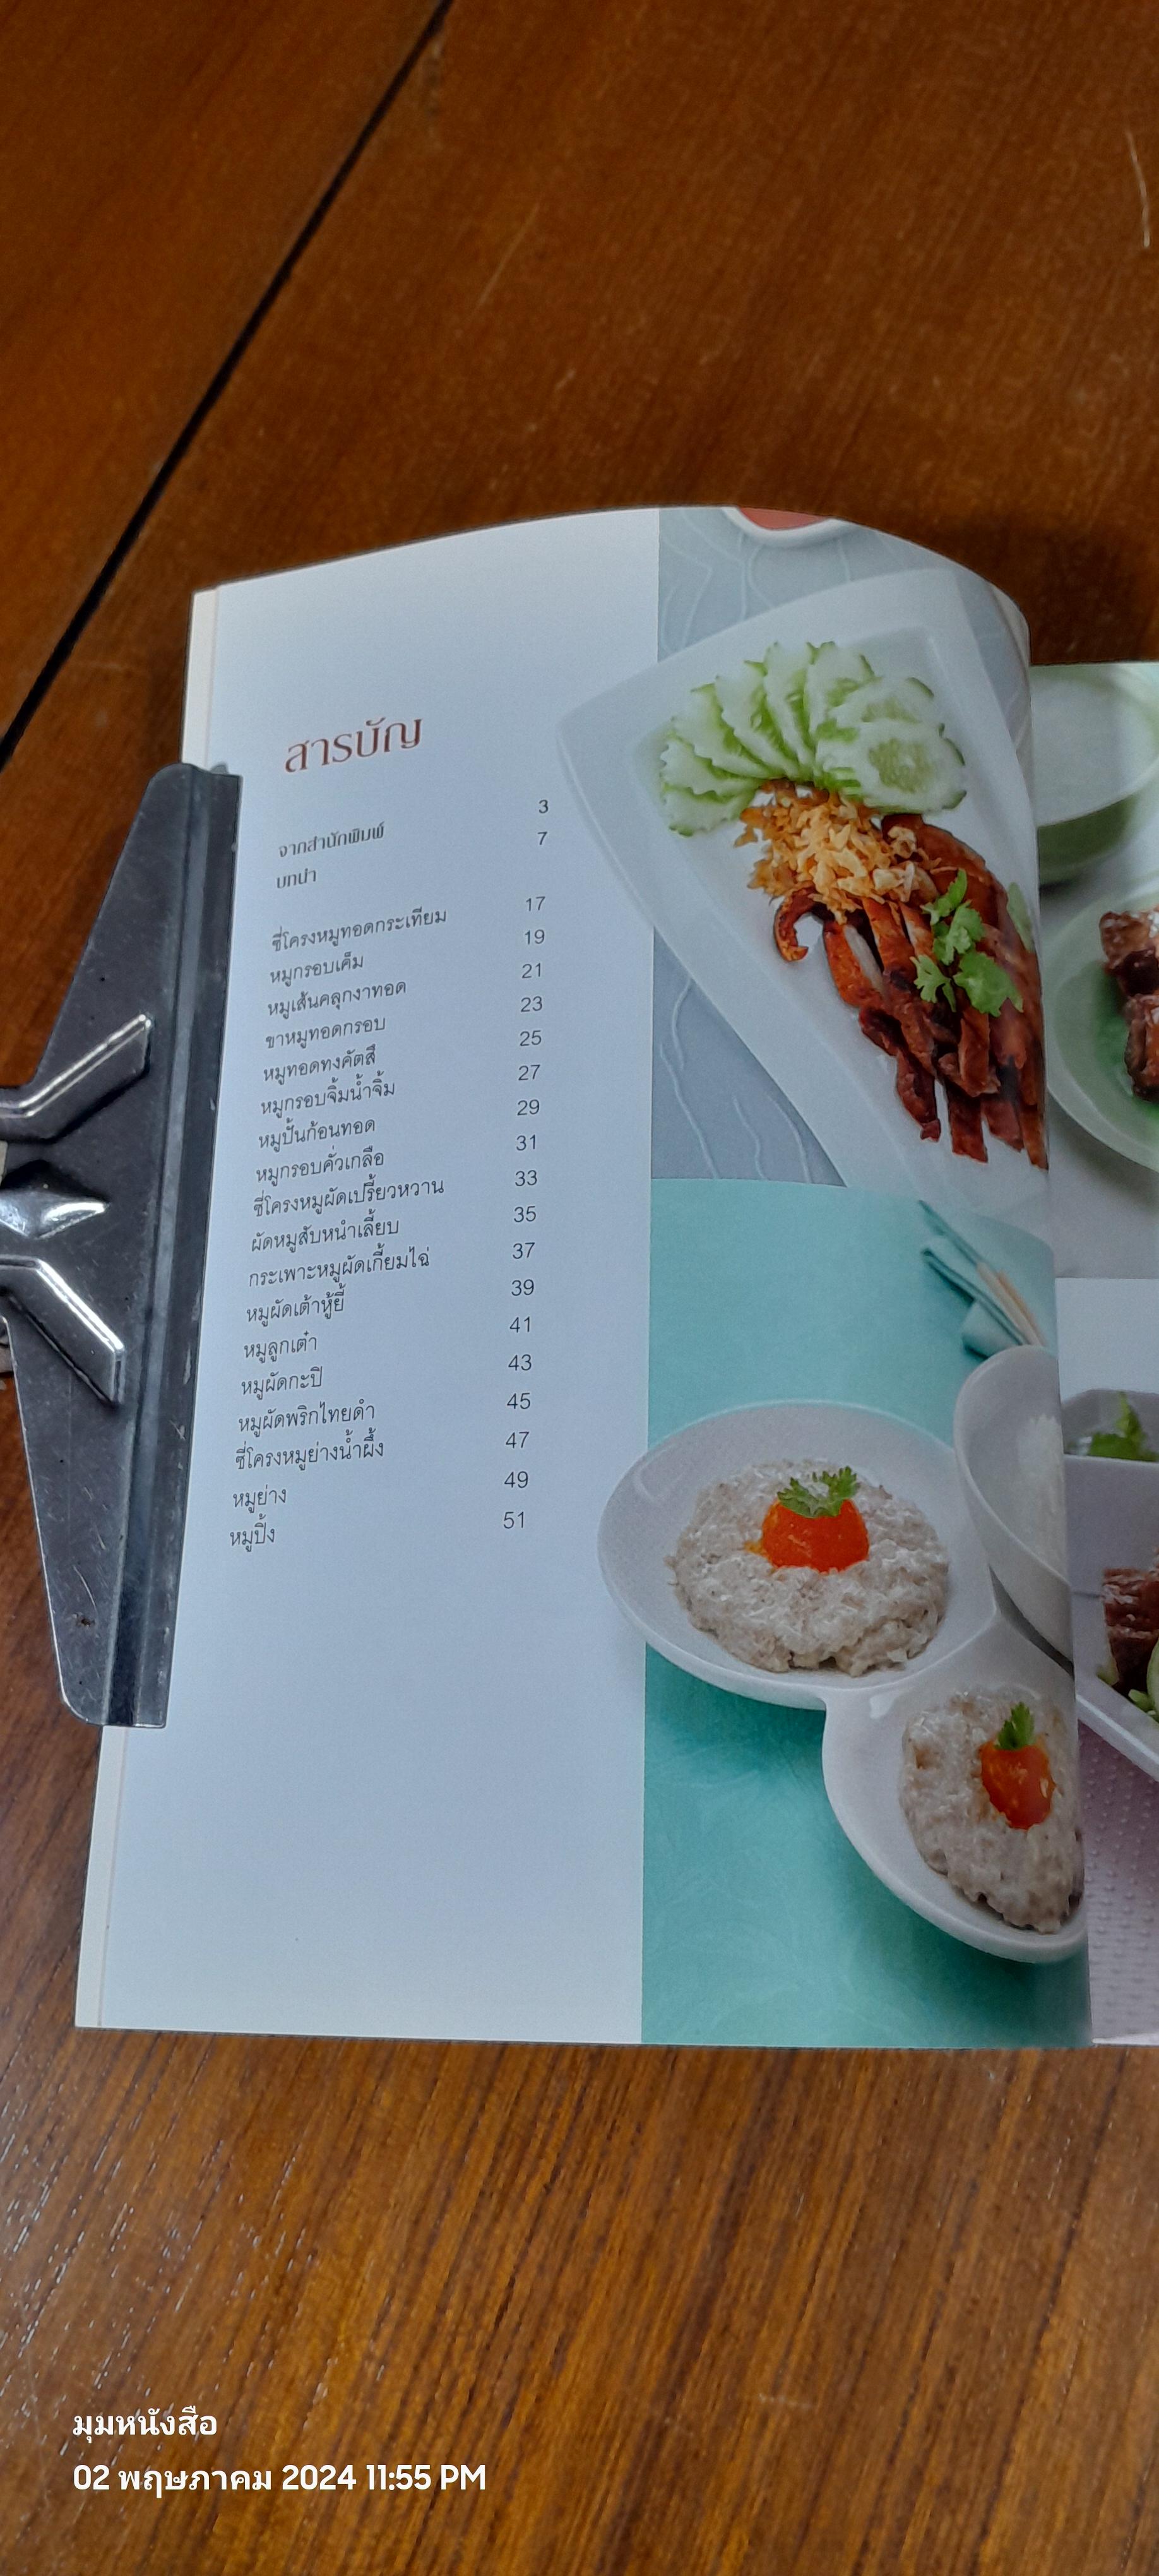 สารบัญ
จากสำนักพิมพ์ 3
บทนำ 7
ซี่โครงหมูทอดกระเทียม 17
หมูกรอบเค็ม 19
หมูเส้นคลุกงาทอด 21
ขาหมูทอดกรอบ 23
หมูทอดทงคัตสึ 25
หมูกรอบจิ้มน้ำจิ้ม 27
หมูปั้นก้อนทอด 29
หมูกรอบคั่วเกลือ 31
ซี่โครงหมูผัดเปรี้ยวหวาน 33
ผัดหมูสับหนำเลี้ยบ 35
กระเพาะหมูผัดเกี้ยมไฉ่ 37
หมูผัดเต้าหู้ยี้ 39
หมูลูกเต๋า 41
หมูผัดกะปิ 43
หมูผัดพริกไทยดำ 45
ซี่โครงหมูย่างน้ำผึ้ง 47
หมูย่าง 49
หมูปิ้ง 51
มุมหนังสือ
02 พฤษภาคม 2024 11:55 PM